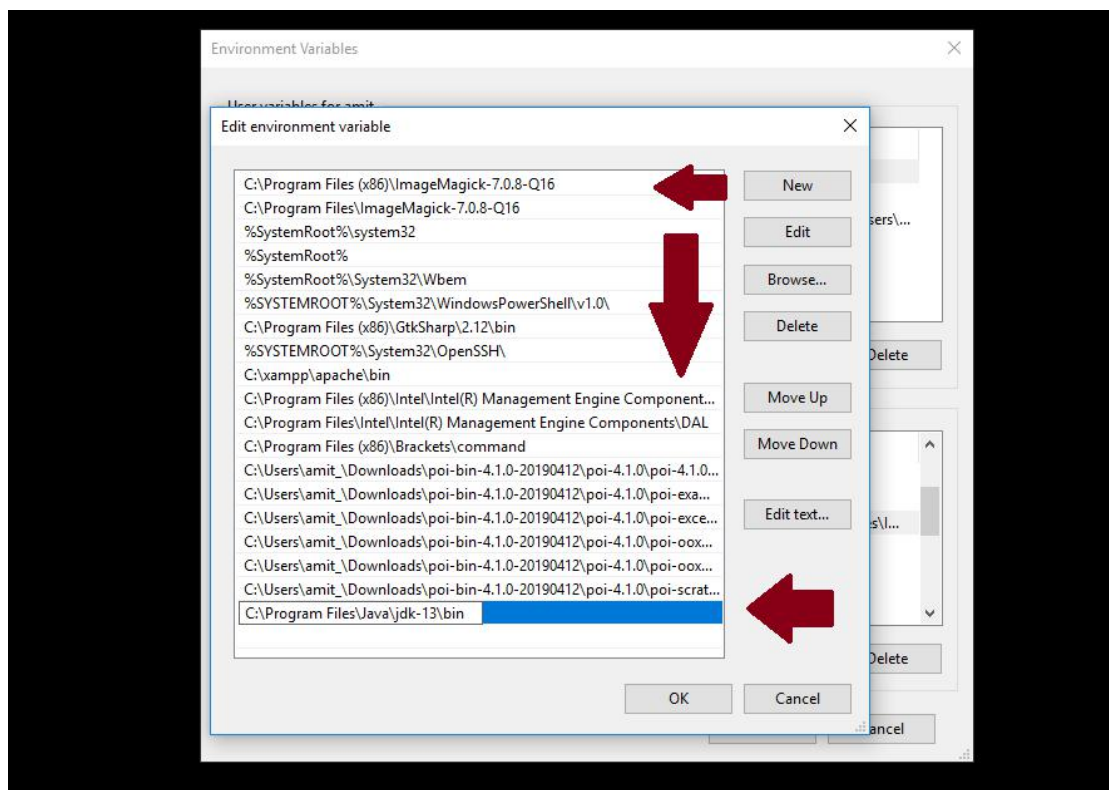 Environment Variables
User variables for amit
Edit environment variable
C:\Program Files (x86)\ImageMagick-7.0.8-Q16
New
C:\Program Files\ImageMagick-7.0.8-Q16
sers\...
%SystemRoot%\system32
Edit
%SystemRoot%
%SystemRoot%\System32\Wbem
Browse...
%SYSTEMROOT%\System32\WindowsPowerShell\v1.0\
C:\Program Files (x86)\GtkSharp\2.12\bin
Delete
%SYSTEMROOT%\System32\OpenSSH\
Delete
C:\xampp\apache\bin
C:\Program Files (x86)\Intel\Intel(R) Management Engine Component...
Move Up
C:\Program Files\Intel\Intel(R) Management Engine Components\DAL
C:\Program Files (x86)\Brackets\command
Move Down
C:\Users\amit_\Downloads\poi-bin-4.1.0-20190412\poi-4.1.0\poi-4.1.0...
C:\Users\amit_\Downloads\poi-bin-4.1.0-20190412\poi-4.1.0\poi-exa...
C:\Users\amit_\Downloads\poi-bin-4.1.0-20190412\poi-4.1.0\poi-exce...
Edit text...
es\I...
C:\Users\amit_\Downloads\poi-bin-4.1.0-20190412\poi-4.1.0\poi-oox...
C:\Users\amit_\Downloads\poi-bin-4.1.0-20190412\poi-4.1.0\poi-oox...
C:\Users\amit_\Downloads\poi-bin-4.1.0-20190412\poi-4.1.0\poi-scrat...
C:\Program Files\Java\jdk-13\bin
Delete
OK
Cancel
ancel